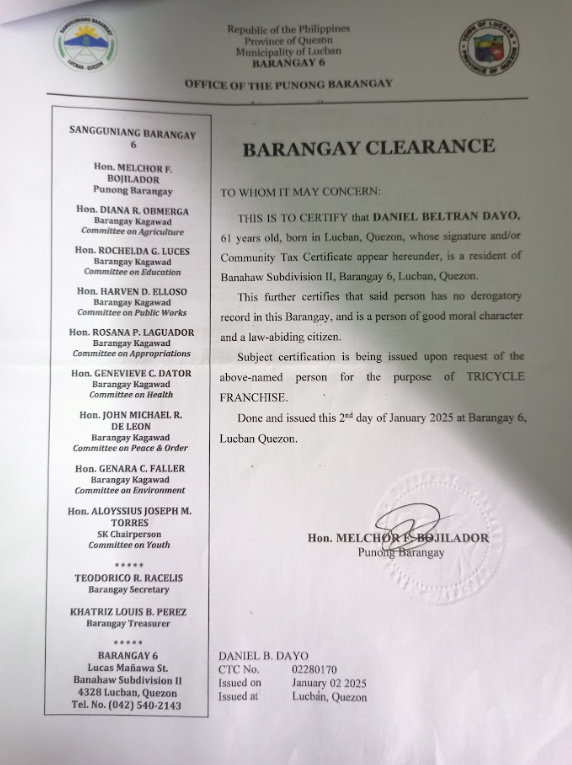 Republic of the Philippines
Province of Quezon
Municipality of Lucban
BARANGAY 6
OFFICE OF THE PUNONG BARANGAY
SANGGUNIANG BARANGAY
6
Hon. MELCHOR F.
BOJILADOR
Punong Barangay
Hon. DIANA R. OBMERGA
Barangay Kagawad
Committee on Agriculture
Hon. ROCHELDA G. LUCES
Barangay Kagawad
Committee on Education
Hon. HARVEN D. ELLOSO
Barangay Kagawad
Committee on Public Works
Hon. ROSANA P. LAGUADOR
Barangay Kagawad
Committee on Appropriations
Hon. GENEVIEVE C. DATOR
Barangay Kagawad
Committee on Health
Hon. JOHN MICHAEL R.
DE LEON
Barangay Kagawad
Committee on Peace & Order
Hon. GENARA C. FALLER
Barangay Kagawad
Committee on Environment
Hon. ALOYSSIUS JOSEPH M.
TORRES
SK Chairperson
Committee on Youth
*****
TEODORICO R. RACELIS
Barangay Secretary
KHATRIZ LOUIS B. PEREZ
Barangay Treasurer
*****
BARANGAY 6
Lucas Mañawa St.
Banahaw Subdivision II
4328 Lucban, Quezon
Tel. No. (042) 540-2143
BARANGAY CLEARANCE
TO WHOM IT MAY CONCERN:
THIS IS TO CERTIFY that DANIEL BELTRAN DAYO,
61 years old, born in Lucban, Quezon, whose signature and/or
Community Tax Certificate appear hereunder, is a resident of
Banahaw Subdivision II, Barangay 6, Lucban, Quezon.
This further certifies that said person has no derogatory
record in this Barangay, and is a person of good moral character
and a law-abiding citizen.
Subject certification is being issued upon request of the
above-named person for the purpose of TRICYCLE
FRANCHISE.
Done and issued this 2nd day of January 2025 at Barangay 6,
Lucban Quezon.
Hon. MELCHOR F. BOJILADOR
Punong Barangay
DANIEL B. DAYO
CTC No. 02280170
Issued on January 02 2025
Issued at Lucban, Quezon